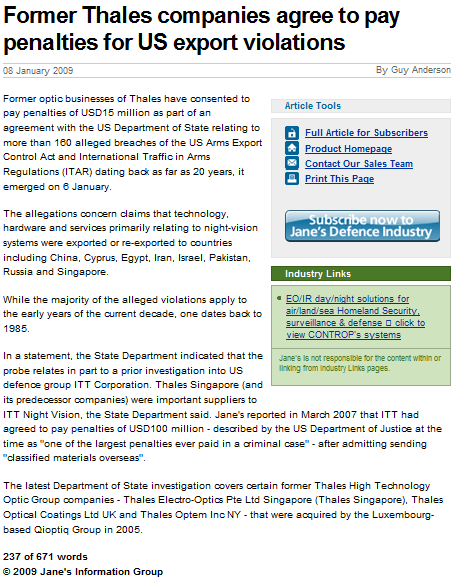 Former Thales companies agree to pay
penalties for US export violations
08 January 2009
By Guy Anderson
Former optic businesses of Thales have consented to
pay penalties of USD15 million as part of an
agreement with the US Department of State relating to
more than 160 alleged breaches of the US Arms Export
Control Act and International Traffic in Arms
Regulations (ITAR) dating back as far as 20 years, it
emerged on 6 January.
The allegations concern claims that technology,
hardware and services primarily relating to night-vision
systems were exported or re-exported to countries
including China, Cyprus, Egypt, Iran, Israel, Pakistan,
Russia and Singapore.
While the majority of the alleged violations apply to
the early years of the current decade, one dates back to
1985.
In a statement, the State Department indicated that the
probe relates in part to a prior investigation into US
defence group ITT Corporation. Thales Singapore (and
its predecessor companies) were important suppliers to
ITT Night Vision, the State Department said. Jane's reported in March 2007 that ITT had
agreed to pay penalties of USD100 million - described by the US Department of Justice at the
time as "one of the largest penalties ever paid in a criminal case" - after admitting sending
"classified materials overseas".
The latest Department of State investigation covers certain former Thales High Technology
Optic Group companies - Thales Electro-Optics Pte Ltd Singapore (Thales Singapore), Thales
Optical Coatings Ltd UK and Thales Optem Inc NY - that were acquired by the Luxembourg-
based Qioptiq Group in 2005.
237 of 671 words
© 2009 Jane's Information Group
Article Tools
Full Article for Subscribers
Product Homepage
Contact Our Sales Team
Print This Page
Subscribe now to
Jane's Defence Industry
Industry Links
EO/IR day/night solutions for
air/land/sea Homeland Security,
surveillance & defense click to
view CONTROP's systems
Jane's is not responsible for the content within or
linking from Industry Links pages.